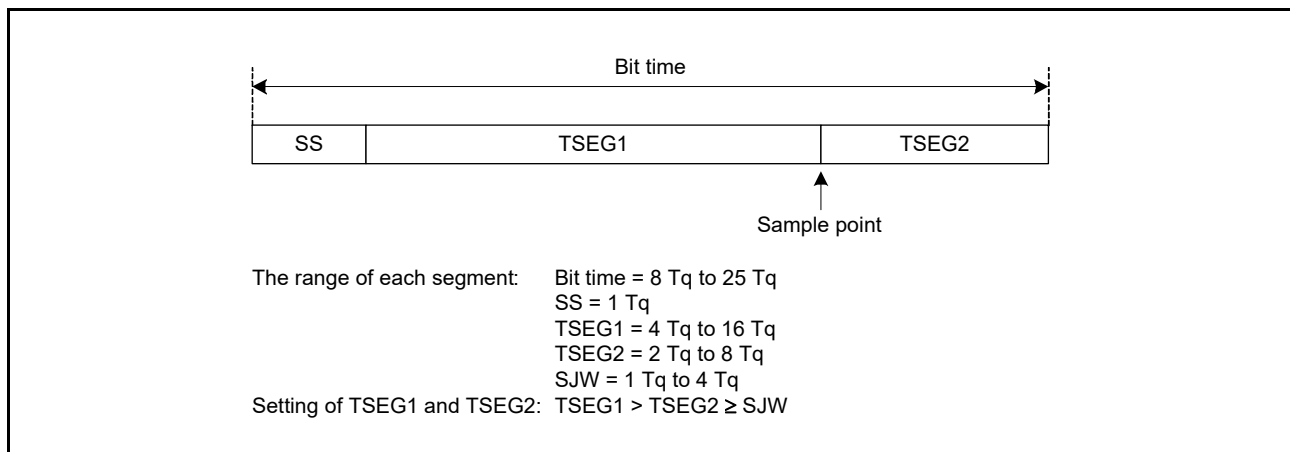 Bit time
SS TSEG1 TSEG2
Sample point
The range of each segment: Bit time = 8 Tq to 25 Tq
SS = 1 Tq
TSEG1 = 4 Tq to 16 Tq
TSEG2 = 2 Tq to 8 Tq
SJW = 1 Tq to 4 Tq
Setting of TSEG1 and TSEG2: TSEG1 > TSEG2 ≥ SJW